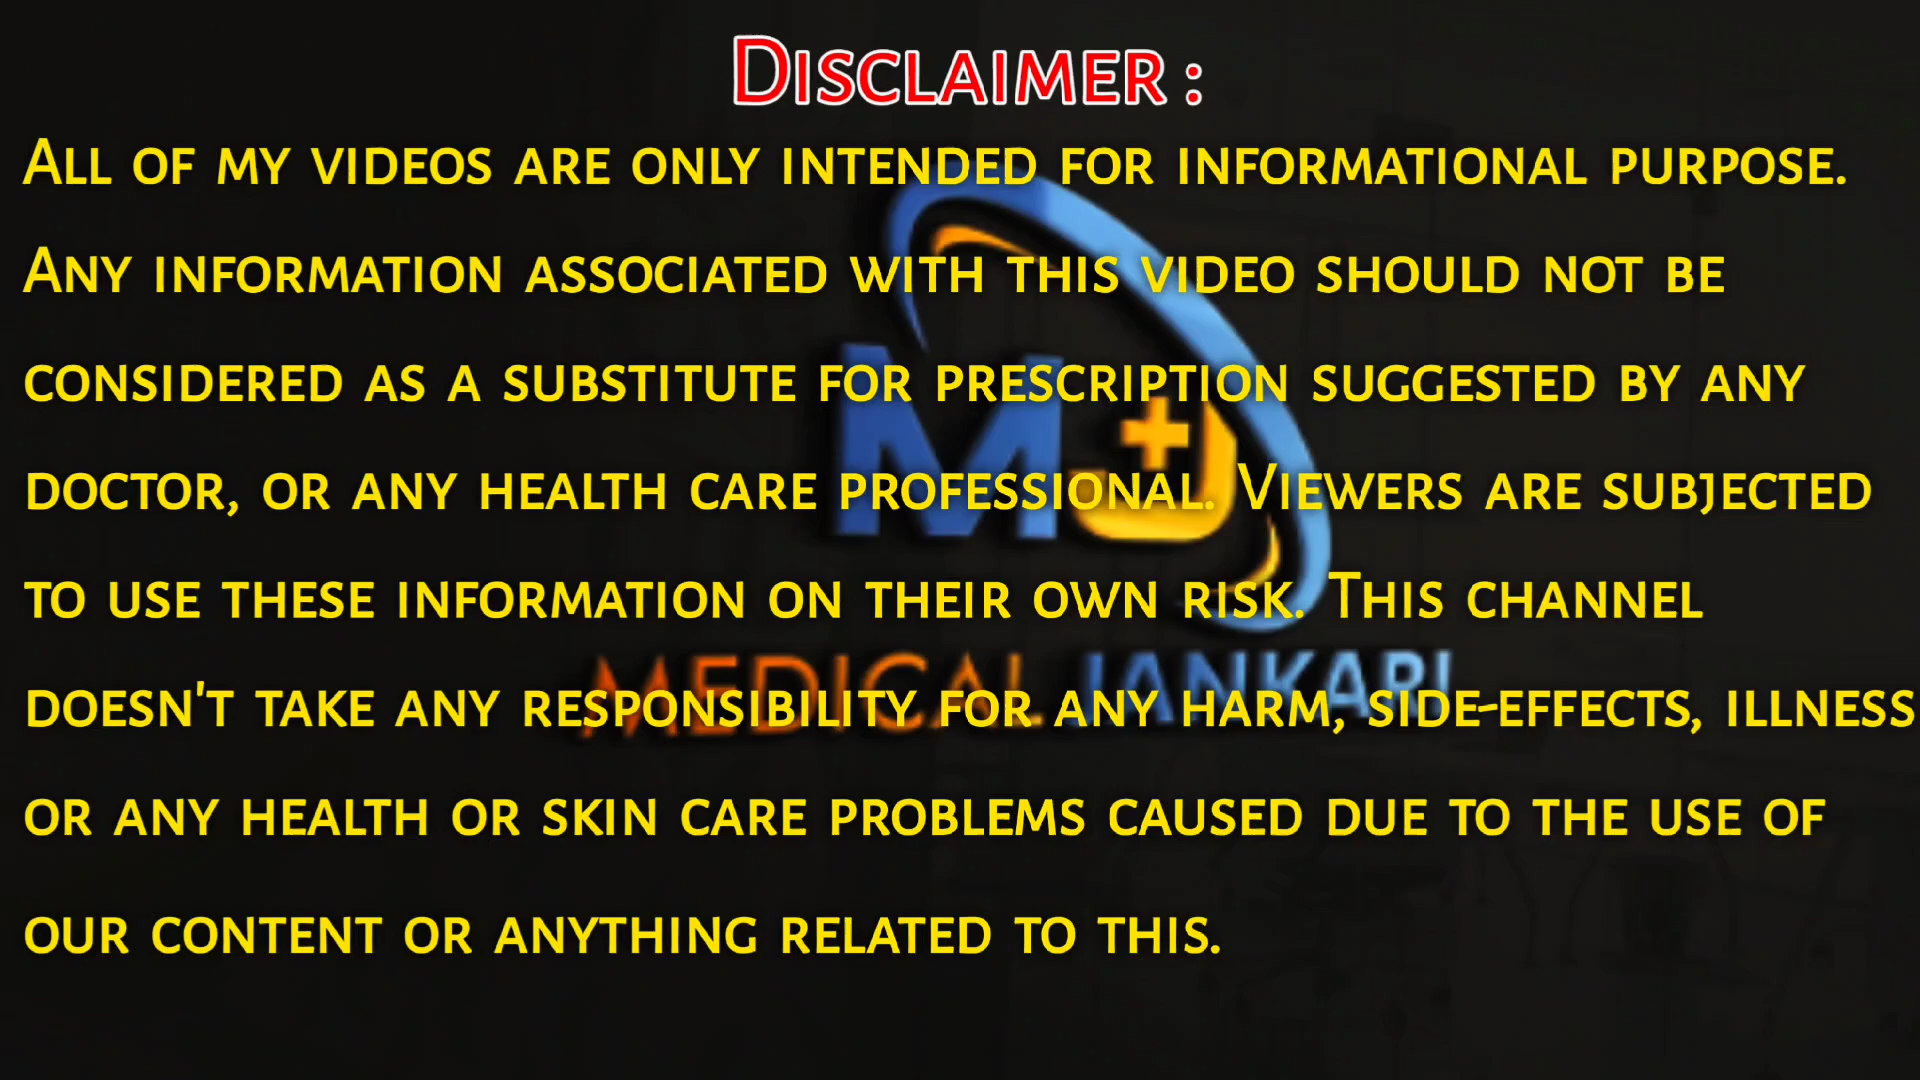 Disclaimer :
All of my videos are only intended for informational purpose.
Any information associated with this video should not be
considered as a substitute for prescription suggested by any
doctor, or any health care professional. Viewers are subjected
to use these information on their own risk. This channel
doesn't take any responsibility for any harm, side-effects, illness
or any health or skin care problems caused due to the use of
our content or anything related to this.
MJ
MEDICAL JANKARI